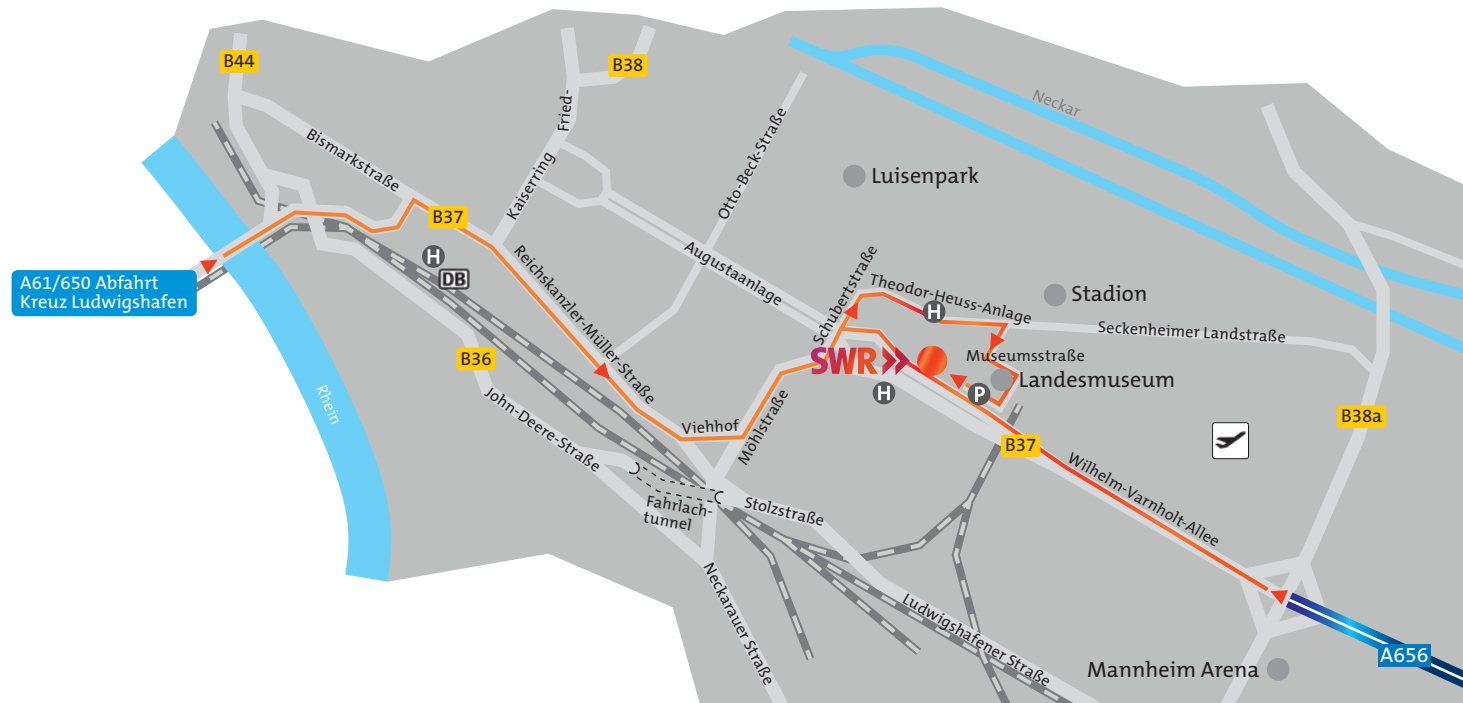 B44
B38
Neckar
Fried-
Bismarkstraße
Kaiserring
Otto-Beck-Straße
Luisenpark
B37
H
DB
A61/650 Abfahrt
Kreuz Ludwigshafen
Reichskanzler-Müller-Straße
Augustaanlage
Schubertstraße
Theodor-Heuss-Anlage
H
Stadion
Seckenheimer Landstraße
Rhein
B36
SWR
Museumsstraße
Landesmuseum
H
P
John-Deere-Straße
Viehhof
Möhlstraße
B37
B38a
Wilhelm-Varnholt-Allee
Fahrlach-
tunnel
Stolzstraße
Neckarauer Straße
Ludwigshafener Straße
Mannheim Arena
A656